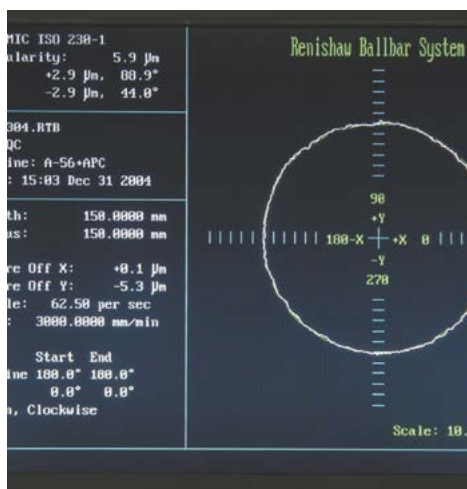 MIC ISO 230-1
ularity: 5.9 µm
+2.9 µm, 88.9°
-2.9 µm, 44.0°
304.RTB
QC
ine: A-56+APC
: 15:03 Dec 31 2004
th: 150.0000 mm
us: 150.0000 mm
re Off X: +0.1 µm
re Off Y: -5.3 µm
le: 62.50 per sec
: 3000.0000 mm/min
Start End
ine 180.0° 180.0°
0.0° 0.0°
n, Clockwise
Renishaw Ballbar System
90
+Y
180-X +X 0
-Y
270
Scale: 10.